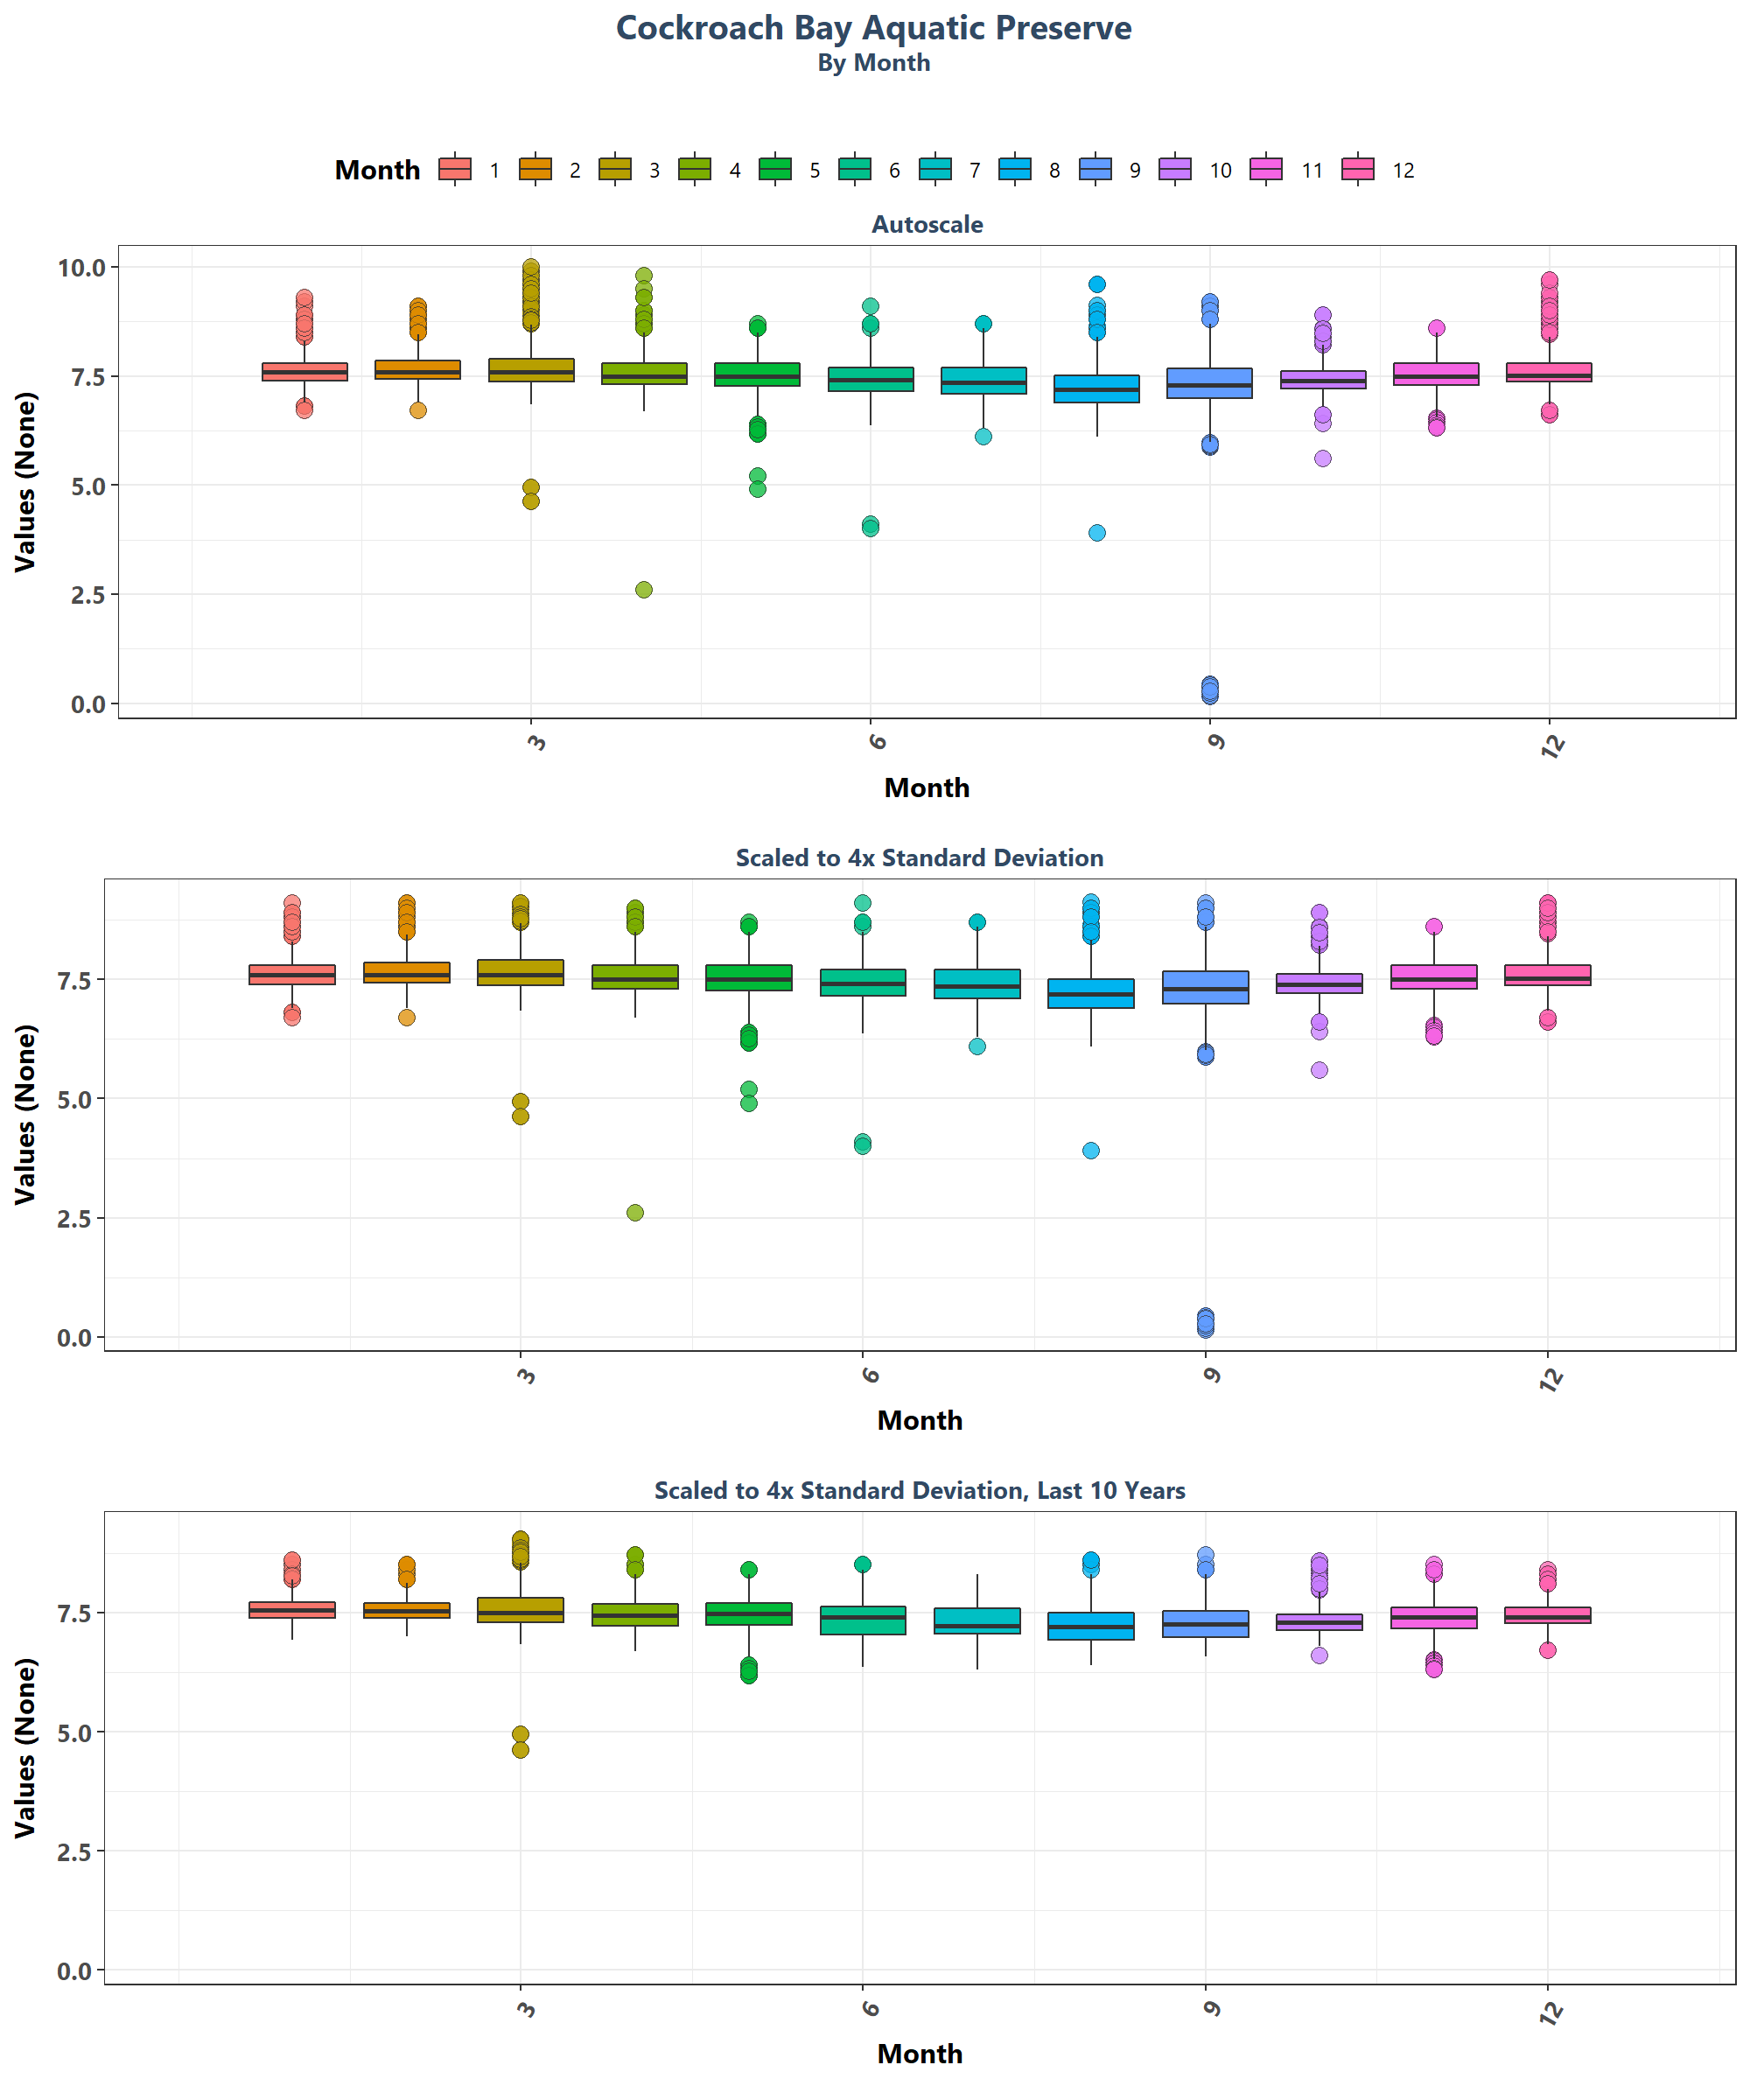 Cockroach Bay Aquatic Preserve
By Month
Month 1 2 3 4 5 6 7 8 9 10 11 12
Autoscale
Values (None)
10.0
7.5
5.0
2.5
0.0
3 6 9 12
Month
Scaled to 4x Standard Deviation
Values (None)
7.5
5.0
2.5
0.0
3 6 9 12
Month
Scaled to 4x Standard Deviation, Last 10 Years
Values (None)
7.5
5.0
2.5
0.0
3 6 9 12
Month